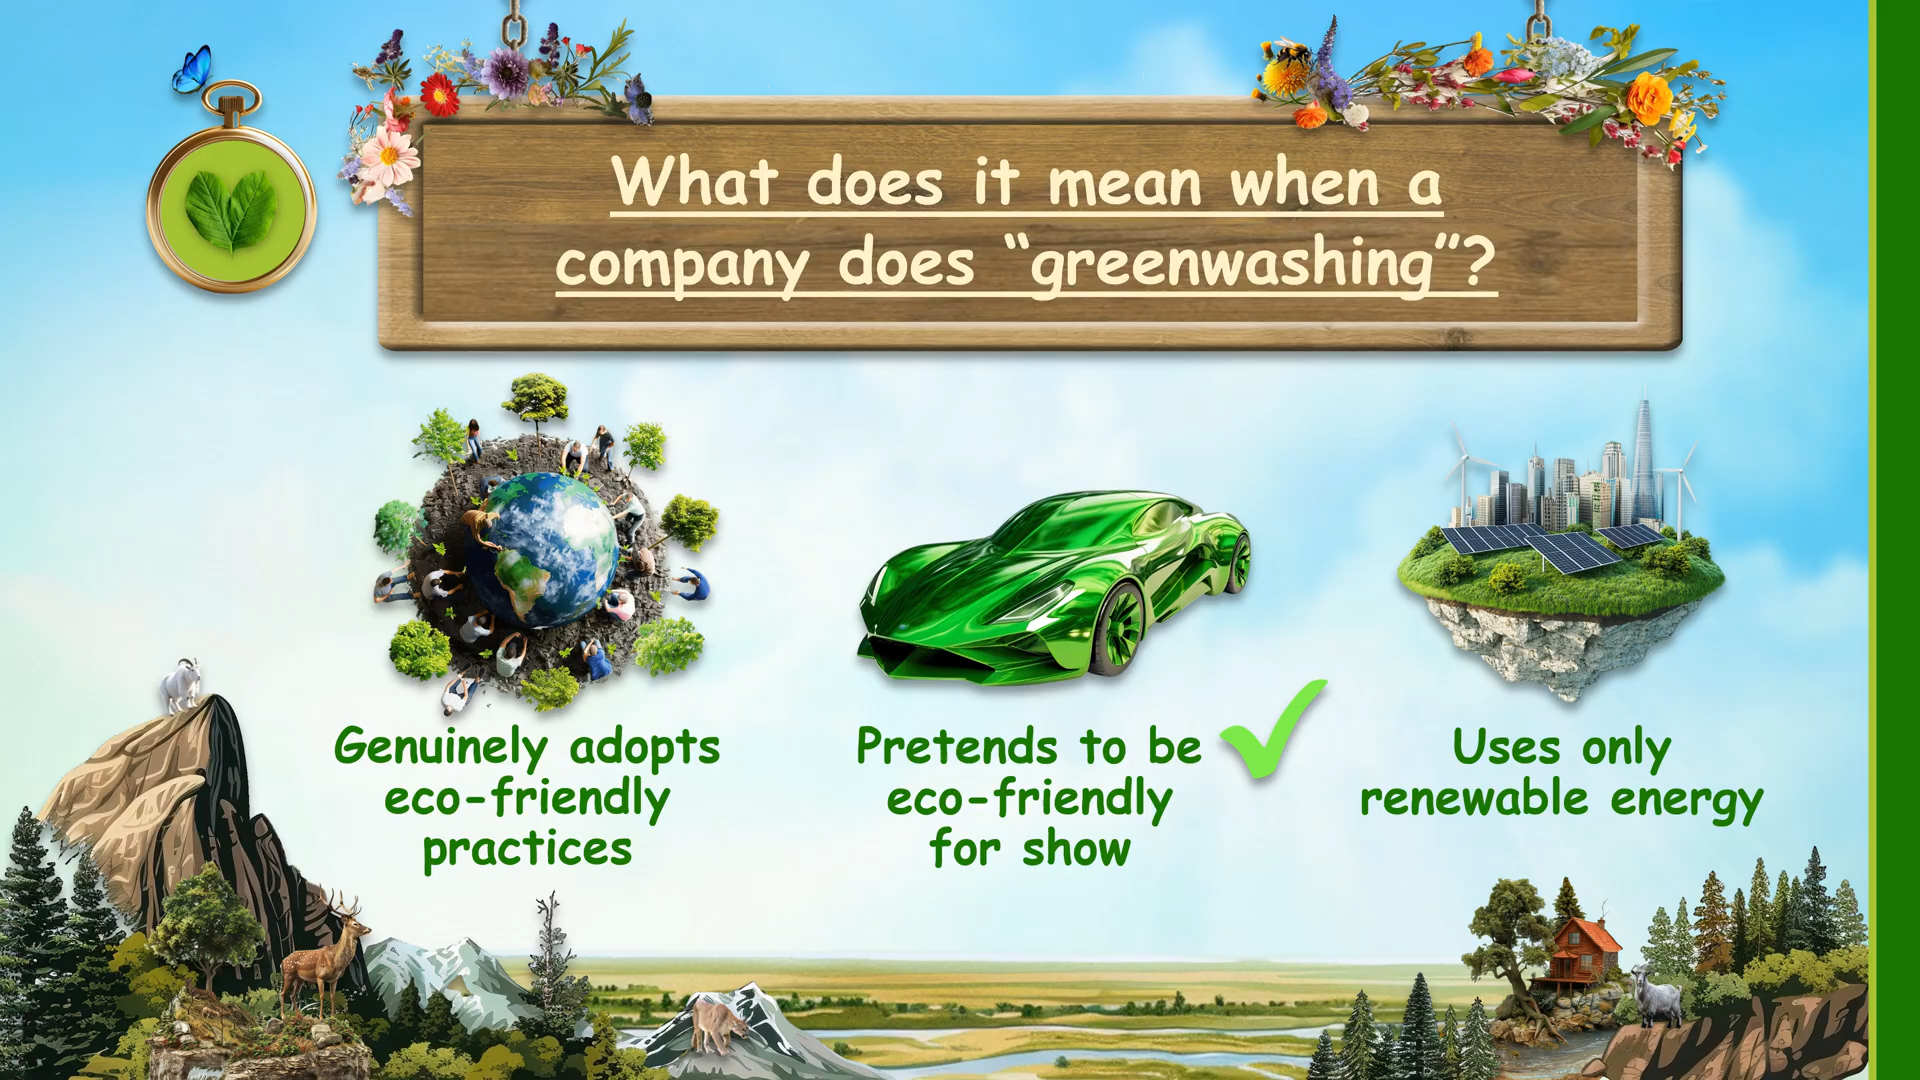 What does it mean when a
company does “greenwashing”?
Genuinely adopts
eco-friendly
practices
Pretends to be
eco-friendly
for show
Uses only
renewable energy